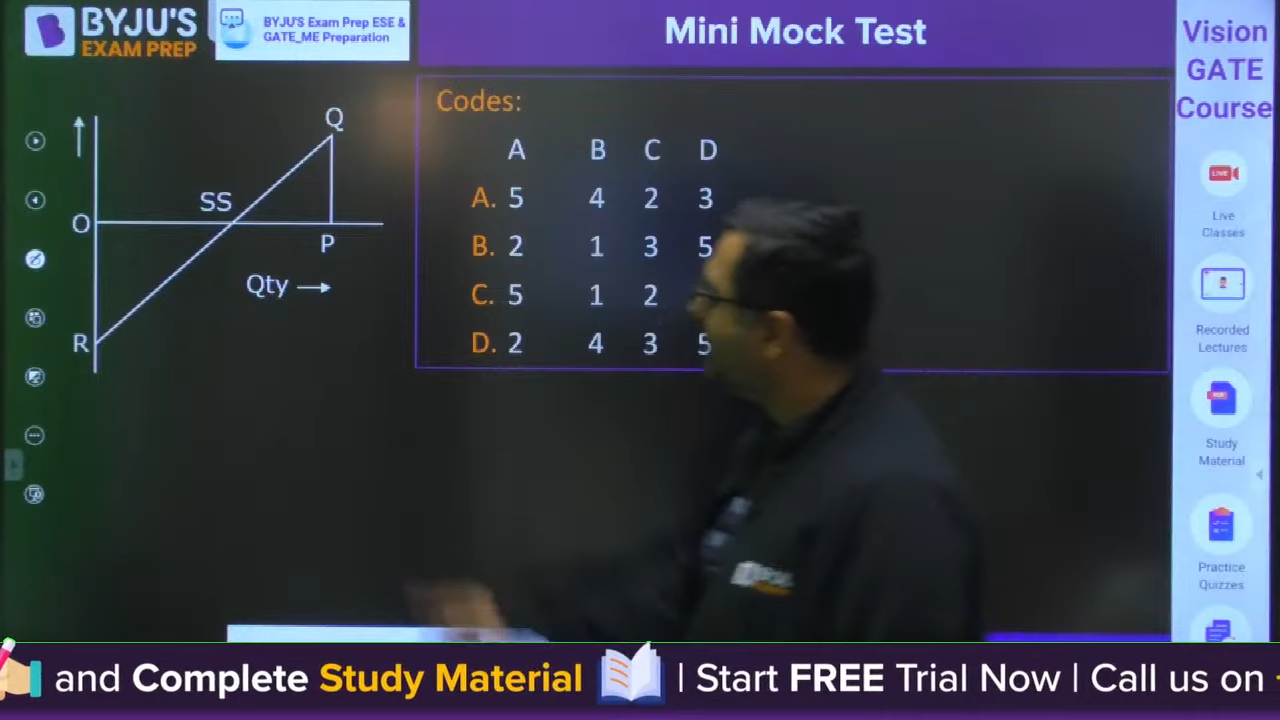 BYJU'S
EXAM PREP
BYJU'S Exam Prep ESE &
GATE_ME Preparation
Mini Mock Test
Vision
GATE
Course
Codes:
A B C D
A. 5 4 2 3
B. 2 1 3 5
C. 5 1 2
D. 2 4 3 5
Q
SS
O
P
Qty
R
LIVE
Live
Classes
Recorded
Lectures
PDF
Study
Material
Practice
Quizzes
and Complete Study Material | Start FREE Trial Now | Call us on